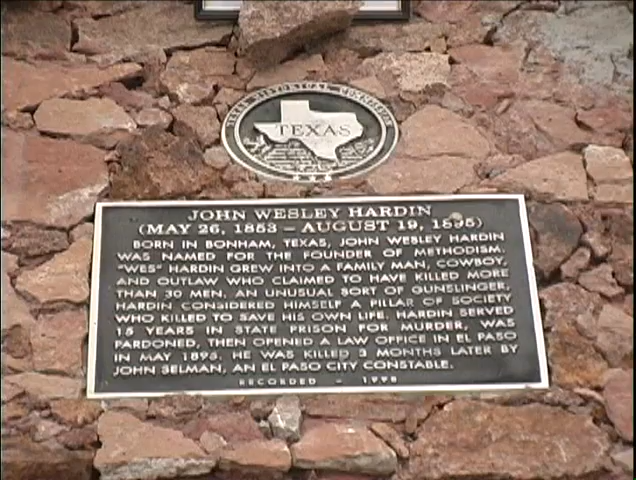 TEXAS HISTORICAL COMMISSION
TEXAS
JOHN WESLEY HARDIN
(MAY 26, 1853 – AUGUST 19, 1895)
BORN IN BONHAM, TEXAS, JOHN WESLEY HARDIN
WAS NAMED FOR THE FOUNDER OF METHODISM.
"WES" HARDIN GREW INTO A FAMILY MAN, COWBOY,
AND OUTLAW WHO CLAIMED TO HAVE KILLED MORE
THAN 30 MEN. AN UNUSUAL SORT OF GUNSLINGER,
HARDIN CONSIDERED HIMSELF A PILLAR OF SOCIETY
WHO KILLED TO SAVE HIS OWN LIFE. HARDIN SERVED
15 YEARS IN STATE PRISON FOR MURDER, WAS
PARDONED, THEN OPENED A LAW OFFICE IN EL PASO
IN MAY 1895. HE WAS KILLED 3 MONTHS LATER BY
JOHN SELMAN, AN EL PASO CITY CONSTABLE.
RECORDED – 1998